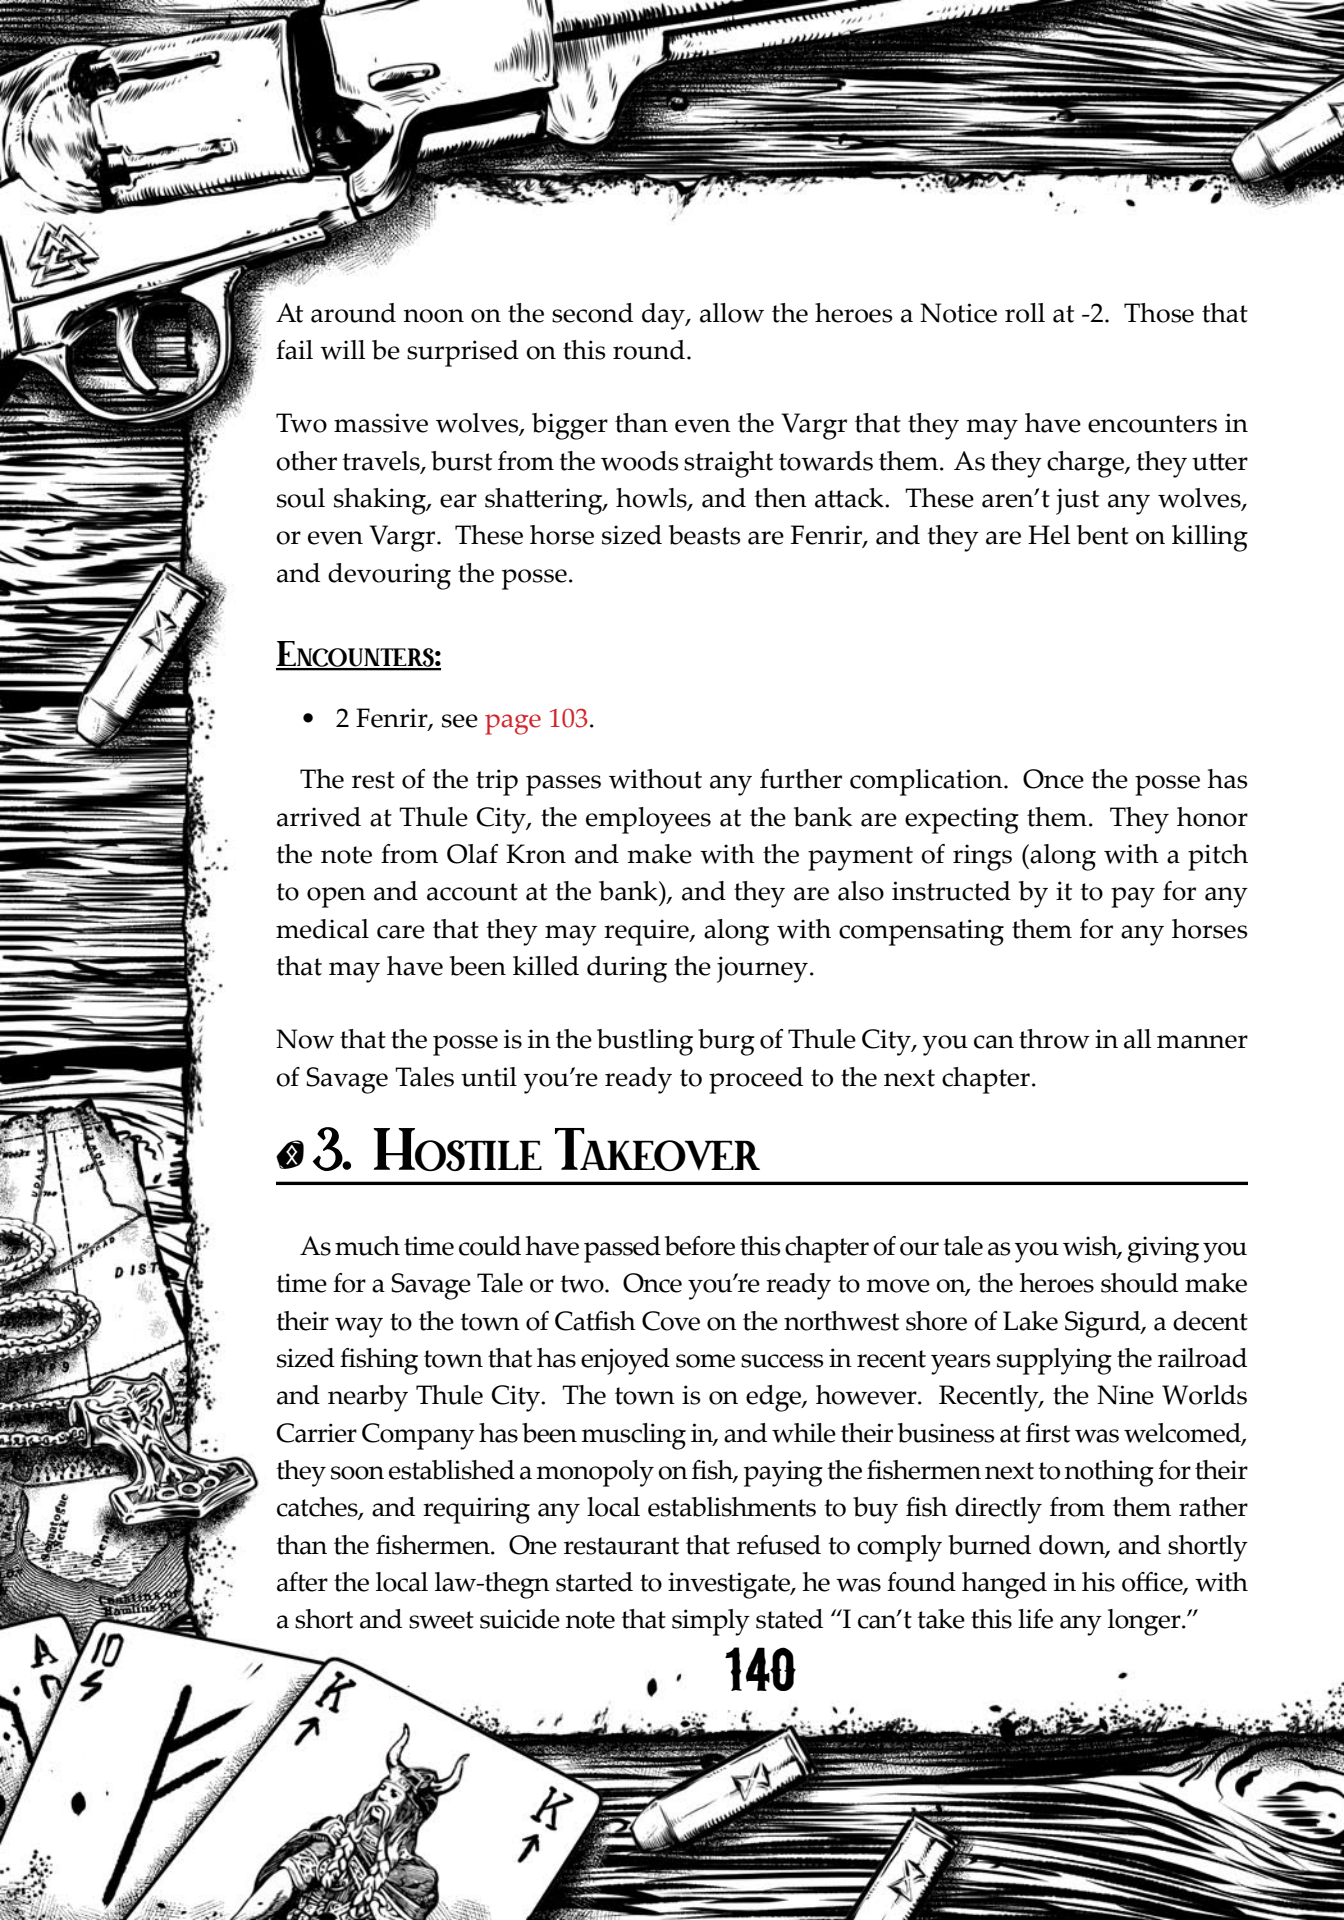 At around noon on the second day, allow the heroes a Notice roll at -2.  Those that
fail will be surprised on this round.
Two massive wolves, bigger than even the Vargr that they may have encounters in
other travels, burst from the woods straight towards them.  As they charge, they utter
soul shaking, ear shattering, howls, and then attack.  These aren’t just any wolves,
or even Vargr.  These horse sized beasts are Fenrir, and they are Hel bent on killing
and devouring the posse.
Encounters:
• 2 Fenrir, see page 103.
The rest of the trip passes without any further complication.  Once the posse has
arrived at Thule City, the employees at the bank are expecting them.  They honor
the note from Olaf Kron and make with the payment of rings (along with a pitch
to open and account at the bank), and they are also instructed by it to pay for any
medical care that they may require, along with compensating them for any horses
that may have been killed during the journey.
Now that the posse is in the bustling burg of Thule City, you can throw in all manner
of Savage Tales until you’re ready to proceed to the next chapter.
3. Hostile Takeover
As much time could have passed before this chapter of our tale as you wish, giving you
time for a Savage Tale or two.  Once you’re ready to move on, the heroes should make
their way to the town of Catfish Cove on the northwest shore of Lake Sigurd, a decent
sized fishing town that has enjoyed some success in recent years supplying the railroad
and nearby Thule City.  The town is on edge, however.  Recently, the Nine Worlds
Carrier Company has been muscling in, and while their business at first was welcomed,
they soon established a monopoly on fish, paying the fishermen next to nothing for their
catches, and requiring any local establishments to buy fish directly from them rather
than the fishermen.  One restaurant that refused to comply burned down, and shortly
after the local law-thegn started to investigate, he was found hanged in his office, with
a short and sweet suicide note that simply stated “I can’t take this life any longer.”
140
DIST
A
10
K
K